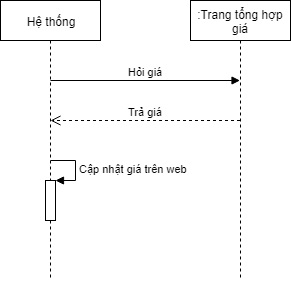 Hệ thống
:Trang tổng hợp
giá
Hỏi giá
Trả giá
Cập nhật giá trên web